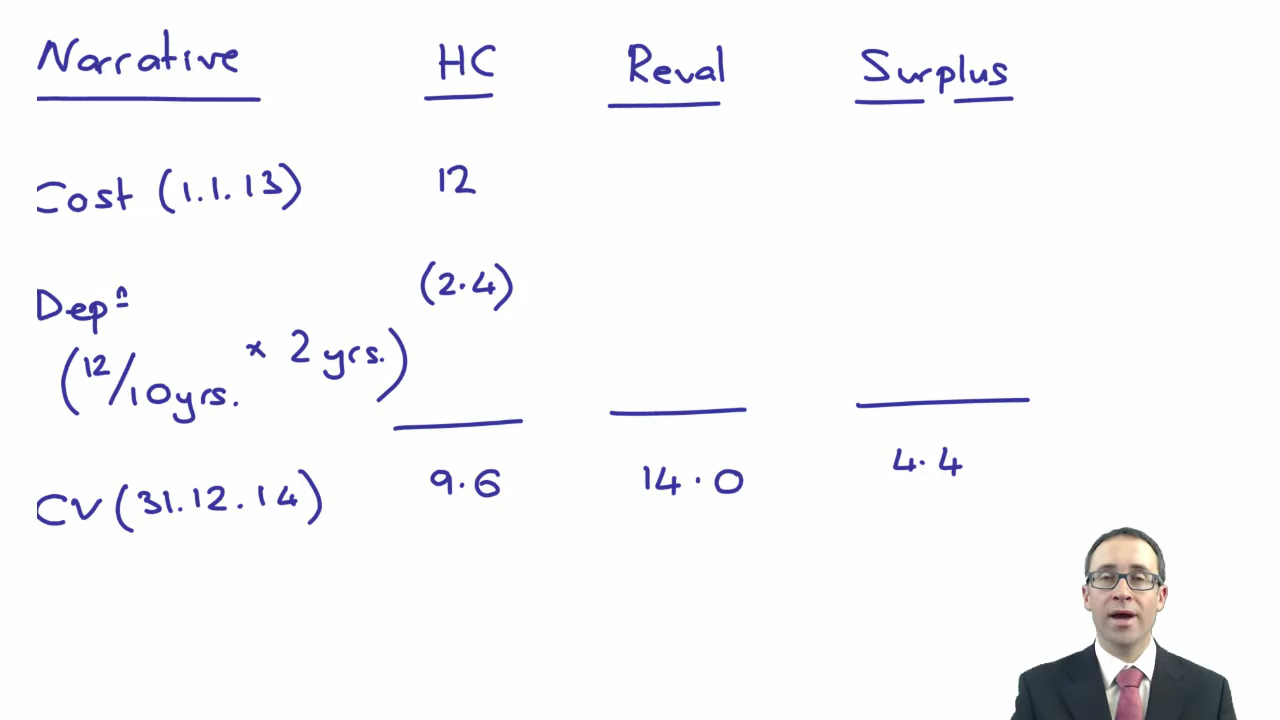 Narrative HC Reval Surplus
Cost (1.1.13) 12
Depⁿ (2.4)
(12/10yrs. × 2 yrs.)
CV (31.12.14) 9.6 14.0 4.4